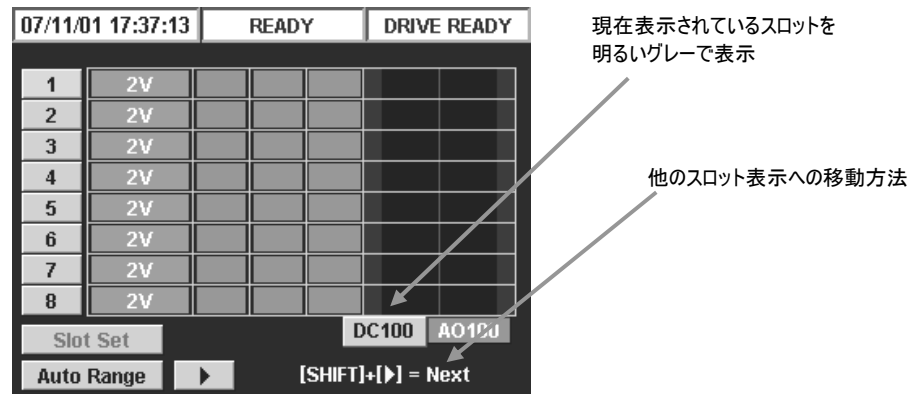 07/11/01 17:37:13 READY DRIVE READY
現在表示されているスロットを
明るいグレーで表示
1 2V
2 2V
3 2V
4 2V
他のスロット表示への移動方法
5 2V
6 2V
7 2V
8 2V
DC100 AO100
Slot Set
Auto Range [SHIFT]+[▶] = Next